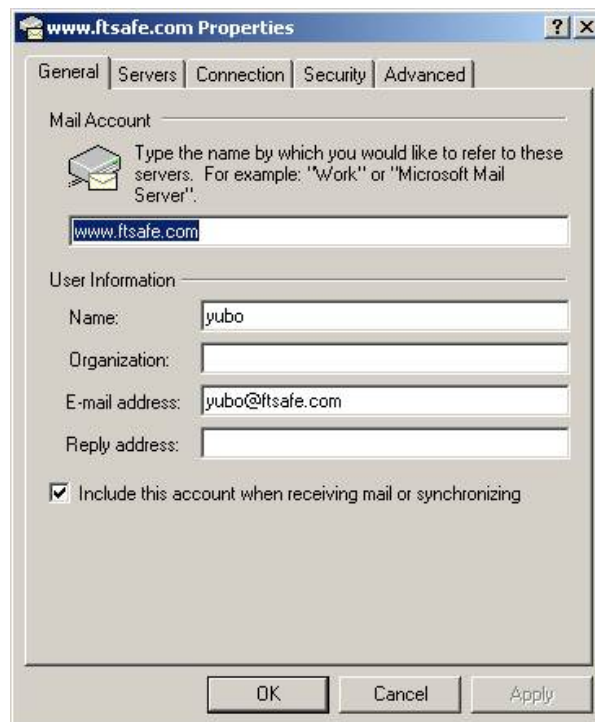 www.ftsafe.com Properties
General Servers Connection Security Advanced
Mail Account
Type the name by which you would like to refer to these
servers. For example: "Work" or "Microsoft Mail
Server".
www.ftsafe.com
User Information
Name: yubo
Organization:
E-mail address: yubo@ftsafe.com
Reply address:
Include this account when receiving mail or synchronizing
OK Cancel Apply